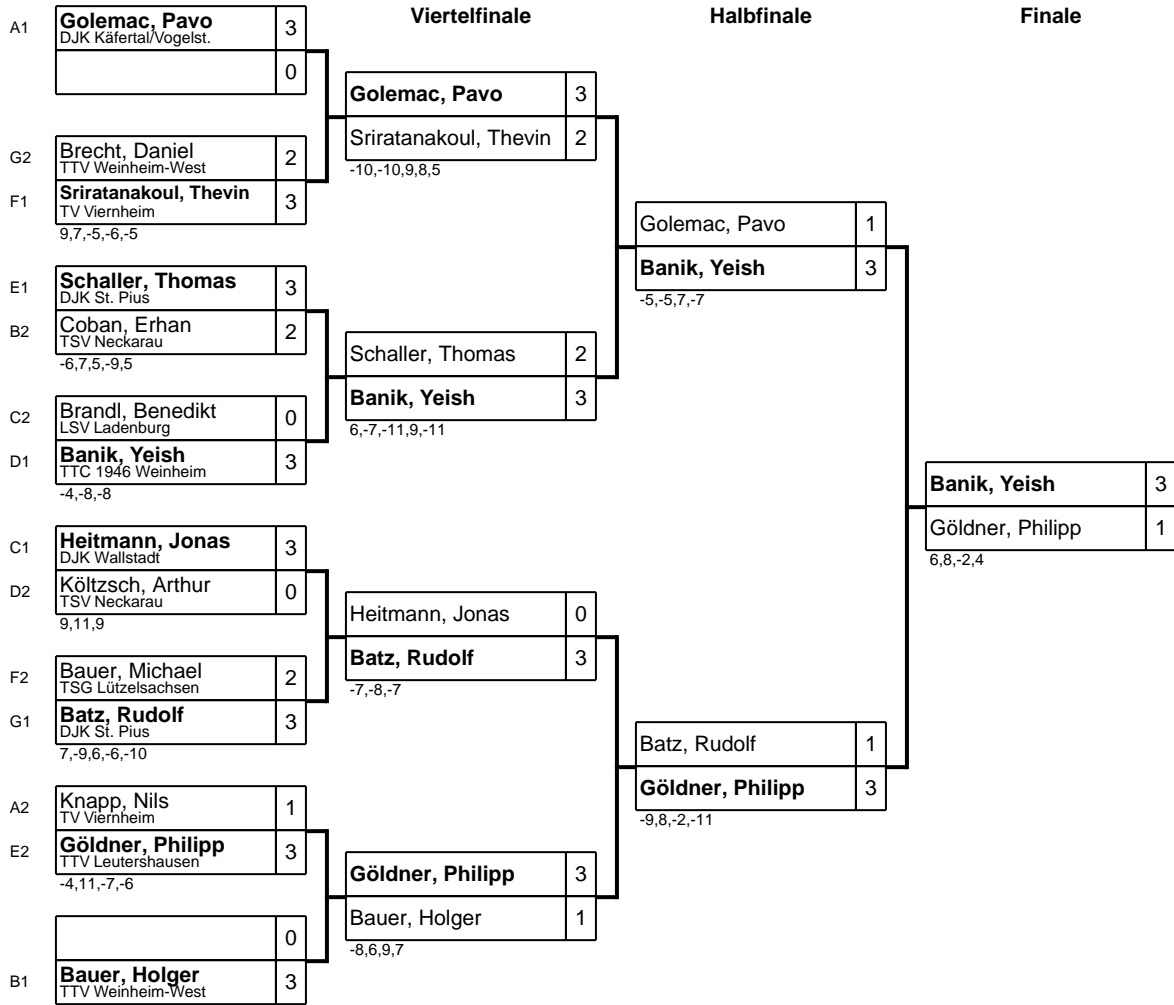 Viertelfinale
Halbfinale
Finale
A1 Golemac, Pavo 3
DJK Käfertal/Vogelst.
0
G2 Brecht, Daniel 2
TTV Weinheim-West
F1 Sriratanakoul, Thevin 3
TV Viernheim
9,7,-5,-6,-5
E1 Schaller, Thomas 3
DJK St. Pius
B2 Coban, Erhan 2
TSV Neckarau
-6,7,5,-9,5
C2 Brandl, Benedikt 0
LSV Ladenburg
D1 Banik, Yeish 3
TTC 1946 Weinheim
-4,-8,-8
C1 Heitmann, Jonas 3
DJK Wallstadt
D2 Költzsch, Arthur 0
TSV Neckarau
9,11,9
F2 Bauer, Michael 2
TSG Lützelsachsen
G1 Batz, Rudolf 3
DJK St. Pius
7,-9,6,-6,-10
A2 Knapp, Nils 1
TV Viernheim
E2 Göldner, Philipp 3
TTV Leutershausen
-4,11,-7,-6
0
B1 Bauer, Holger 3
TTV Weinheim-West
Golemac, Pavo 3
Sriratanakoul, Thevin 2
-10,-10,9,8,5
Schaller, Thomas 2
Banik, Yeish 3
6,-7,-11,9,-11
Heitmann, Jonas 0
Batz, Rudolf 3
-7,-8,-7
Göldner, Philipp 3
Bauer, Holger 1
-8,6,9,7
Golemac, Pavo 1
Banik, Yeish 3
-5,-5,7,-7
Batz, Rudolf 1
Göldner, Philipp 3
-9,8,-2,-11
Banik, Yeish 3
Göldner, Philipp 1
6,8,-2,4